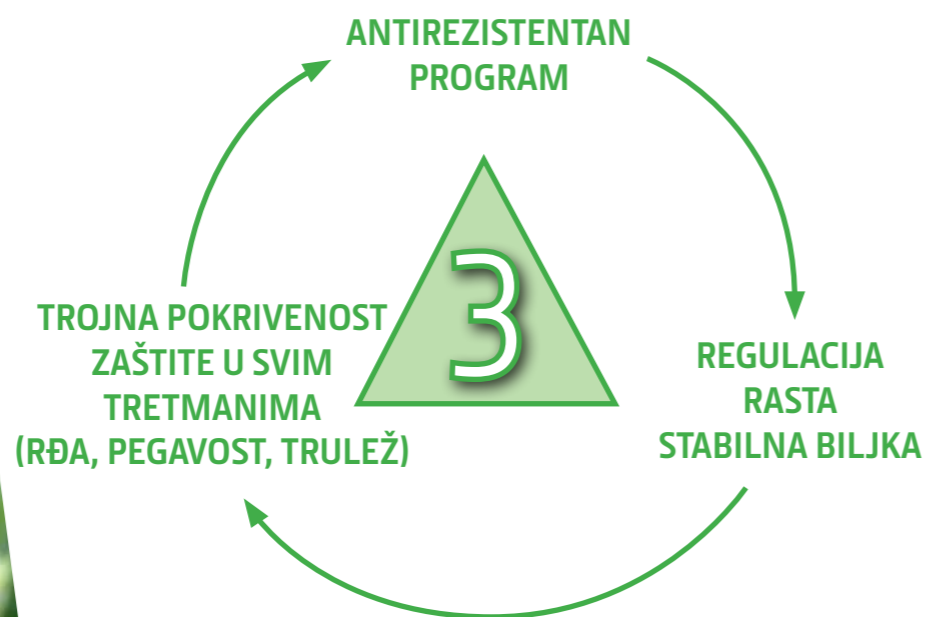 ANTIREZISTENTAN
PROGRAM
3
TROJNA POKRIVENOST
ZAŠTITE U SVIM
TRETMANIMA
(RĐA, PEGAVOST, TRULEŽ)
REGULACIJA
RASTA
STABILNA BILJKA